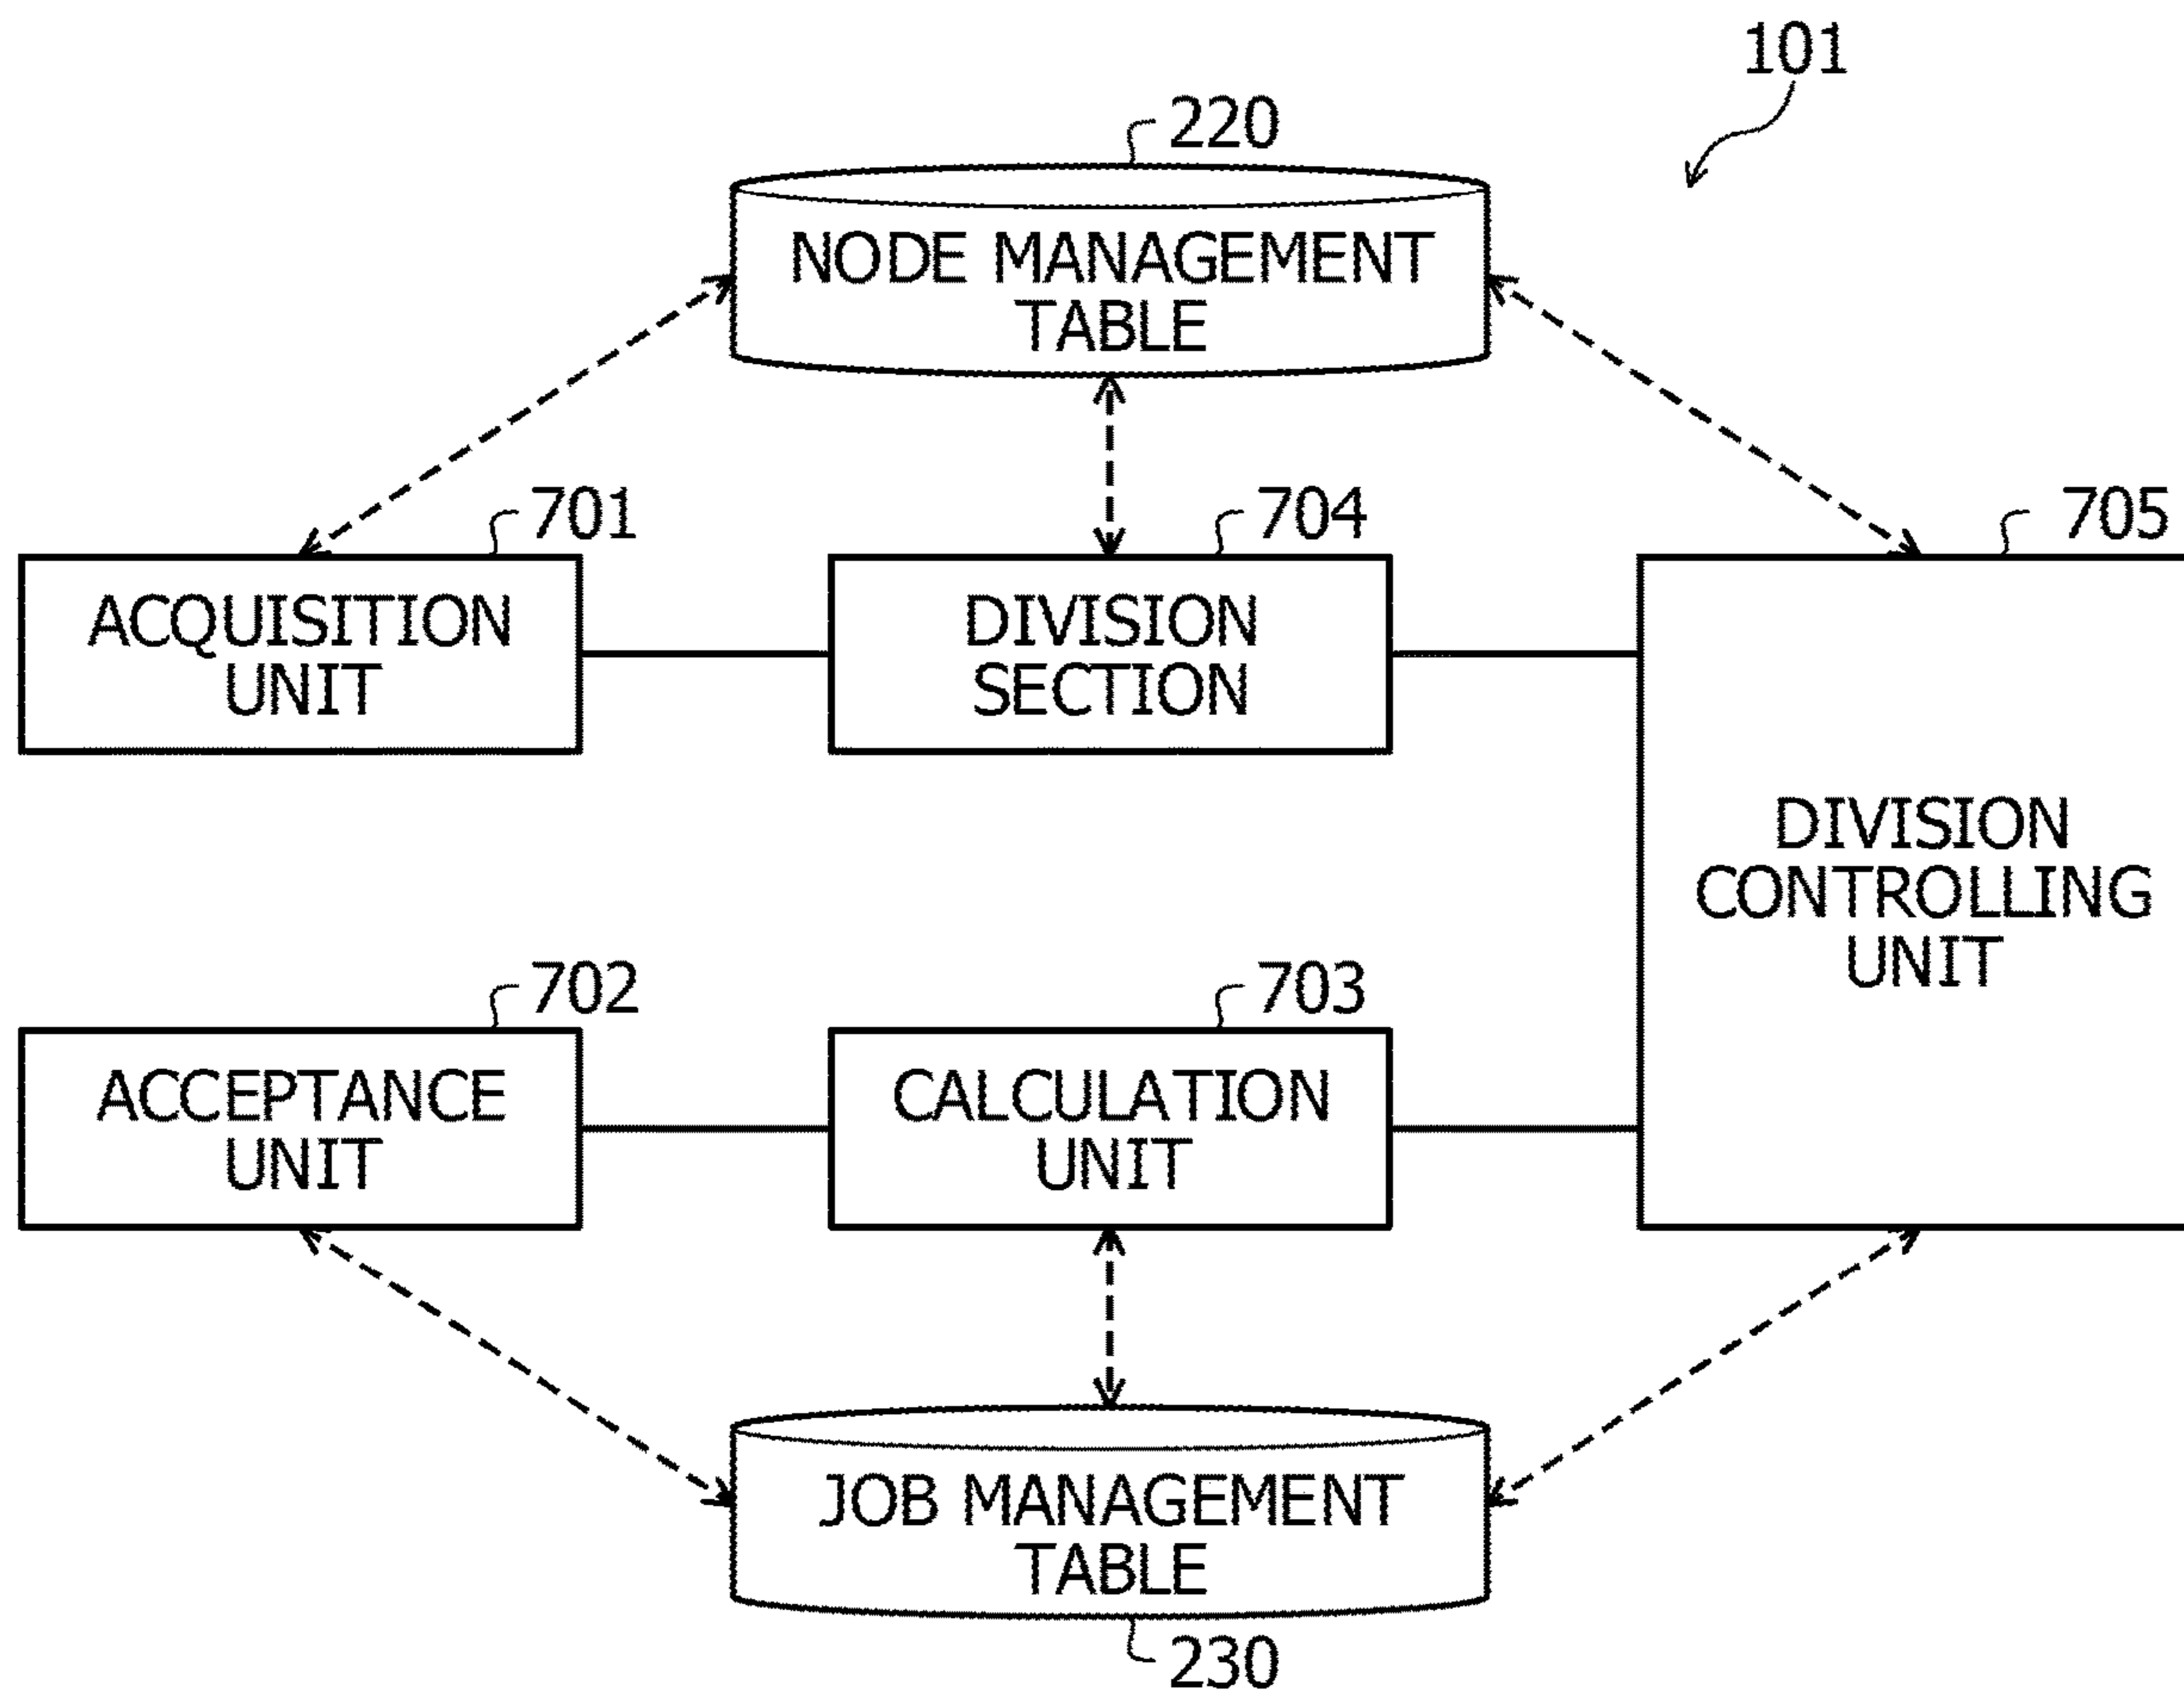 101
220
NODE MANAGEMENT
TABLE
701
704
705
ACQUISITION
UNIT
DIVISION
SECTION
DIVISION
CONTROLLING
UNIT
702
703
ACCEPTANCE
UNIT
CALCULATION
UNIT
JOB MANAGEMENT
TABLE
230